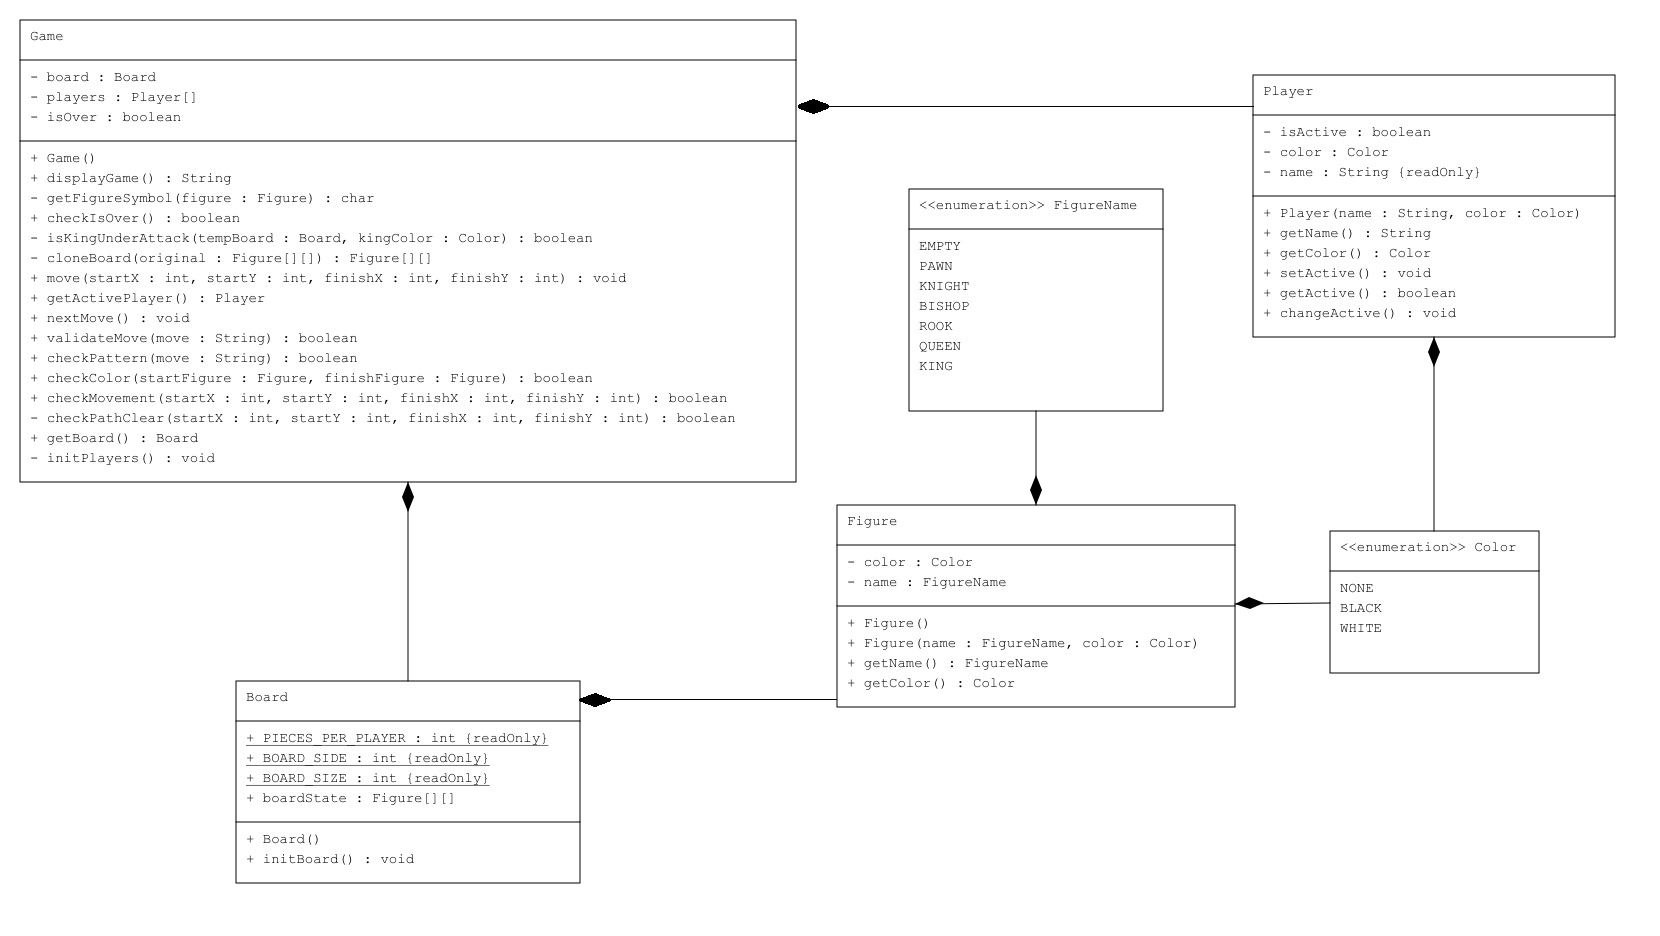 Game
- board : Board
- players : Player[]
- isOver : boolean
+ Game()
+ displayGame() : String
- getFigureSymbol(figure : Figure) : char
+ checkIsOver() : boolean
- isKingUnderAttack(tempBoard : Board, kingColor : Color) : boolean
- cloneBoard(original : Figure[][]) : Figure[][]
+ move(startX : int, startY : int, finishX : int, finishY : int) : void
+ getActivePlayer() : Player
+ nextMove() : void
+ validateMove(move : String) : boolean
+ checkPattern(move : String) : boolean
+ checkColor(startFigure : Figure, finishFigure : Figure) : boolean
+ checkMovement(startX : int, startY : int, finishX : int, finishY : int) : boolean
- checkPathClear(startX : int, startY : int, finishX : int, finishY : int) : boolean
+ getBoard() : Board
- initPlayers() : void
Player
- isActive : boolean
- color : Color
- name : String {readOnly}
+ Player(name : String, color : Color)
+ getName() : String
+ getColor() : Color
+ setActive() : void
+ getActive() : boolean
+ changeActive() : void
<<enumeration>> FigureName
EMPTY
PAWN
KNIGHT
BISHOP
ROOK
QUEEN
KING
Figure
- color : Color
- name : FigureName
+ Figure()
+ Figure(name : FigureName, color : Color)
+ getName() : FigureName
+ getColor() : Color
<<enumeration>> Color
NONE
BLACK
WHITE
Board
+ PIECES_PER_PLAYER : int {readOnly}
+ BOARD_SIDE : int {readOnly}
+ BOARD_SIZE : int {readOnly}
+ boardState : Figure[][]
+ Board()
+ initBoard() : void